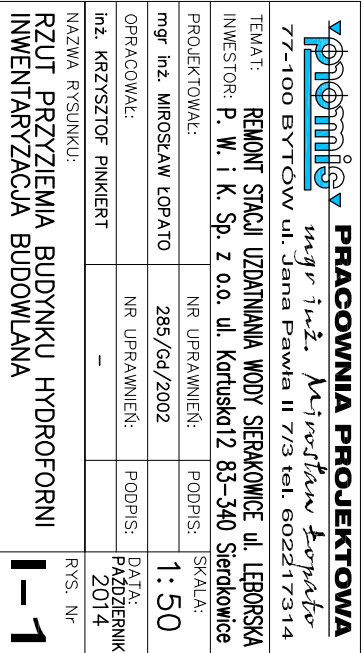 pnomis PRACOWNIA PROJEKTOWA
mgr inż. Mirosław Łopato
77-100 BYTÓW ul. Jana Pawła II 7/3 tel. 602217314
TEMAT: REMONT STACJI UZDATNIANIA WODY SIERAKOWICE ul. LĘBORSKA
INWESTOR: P. W. i K. Sp. z o.o. ul. Kartuska12 83-340 Sierakowice
PROJEKTOWAŁ: NR UPRAWNIEŃ: PODPIS: SKALA:
mgr inż. MIROSŁAW ŁOPATO 285/Gd/2002 1:50
OPRACOWAŁ: NR UPRAWNIEŃ: PODPIS: DATA:
inż. KRZYSZTOF PINKIERT - PAŹDZIERNIK
2014
NAZWA RYSUNKU: RYS. Nr
RZUT PRZYZIEMIA BUDYNKU HYDROFORNI
INWENTARYZACJA BUDOWLANA I-1